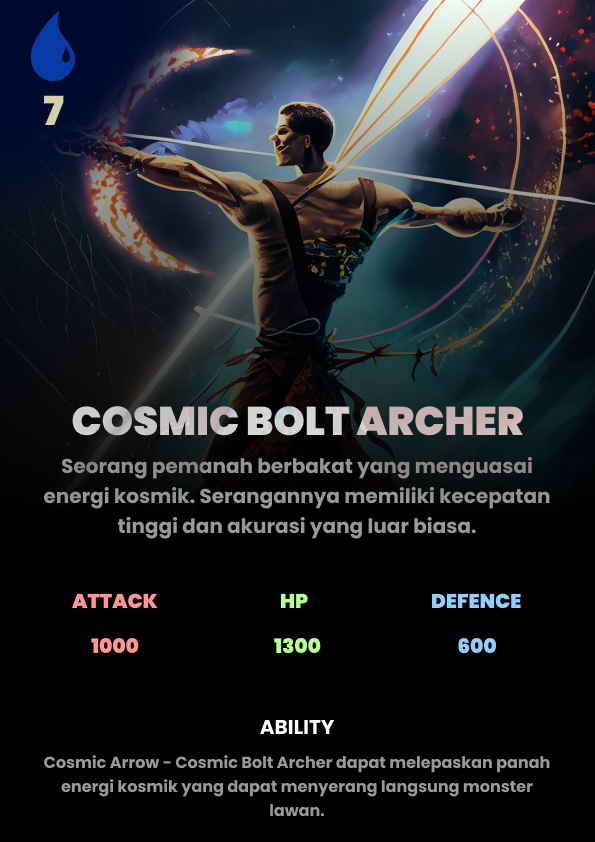 7
COSMIC BOLT ARCHER
Seorang pemanah berbakat yang menguasai
energi kosmik. Serangannya memiliki kecepatan
tinggi dan akurasi yang luar biasa.
ATTACK HP DEFENCE
1000 1300 600
ABILITY
Cosmic Arrow - Cosmic Bolt Archer dapat melepaskan panah
energi kosmik yang dapat menyerang langsung monster
lawan.